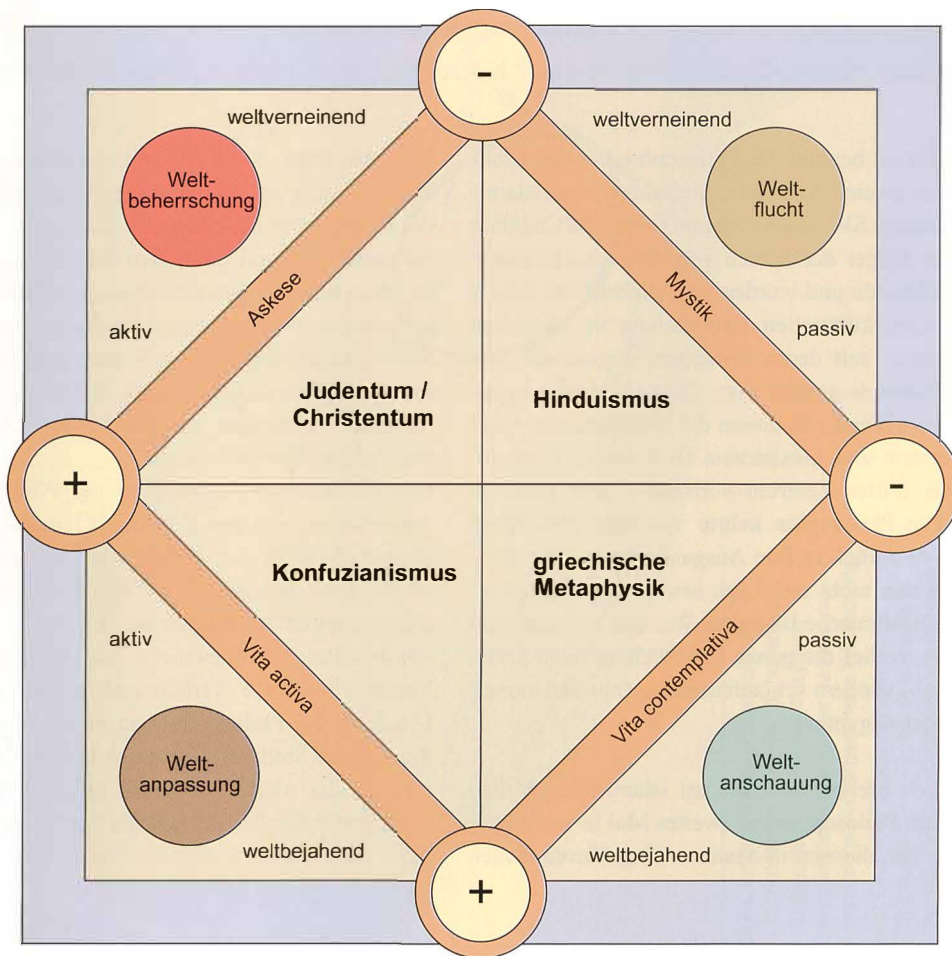 -
weltverneinend
weltverneinend
Welt-
beherrschung
Welt-
flucht
Askese
Mystik
aktiv
passiv
Judentum /
Christentum
Hinduismus
+
-
Konfuzianismus
griechische
Metaphysik
aktiv
passiv
Vita activa
Vita contemplativa
Welt-
anpassung
Welt-
anschauung
weltbejahend
weltbejahend
+